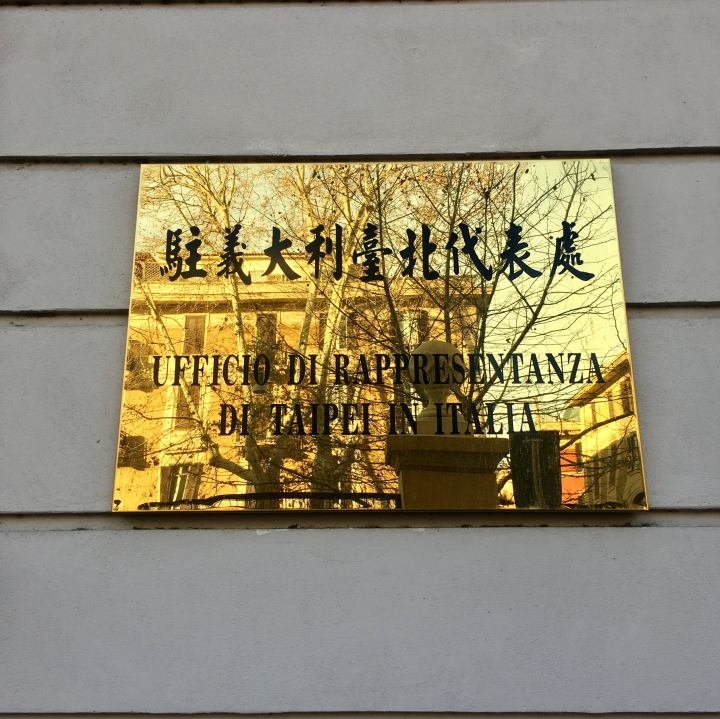 駐義大利臺北代表處
UFFICIO DI RAPPRESENTANZA
DI TAIPEI IN ITALIA